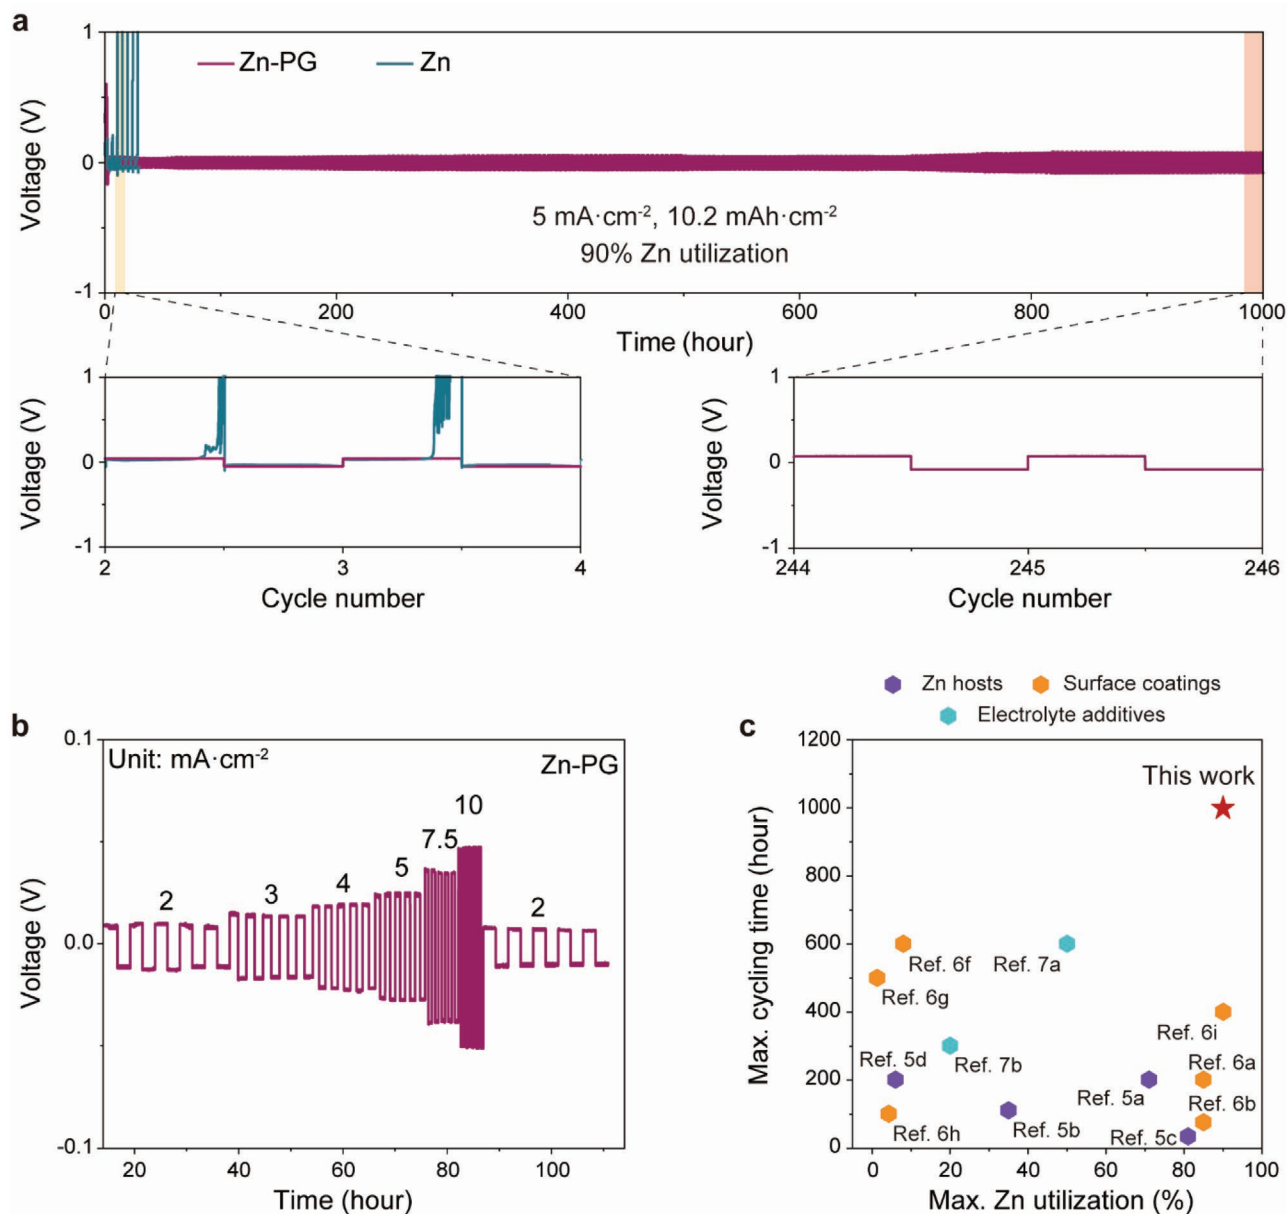 a
Zn-PG
Zn
1
0
-1
Voltage (V)
5 mA·cm-2, 10.2 mAh·cm-2
90% Zn utilization
0
200
400
600
800
1000
Time (hour)
1
0
-1
Voltage (V)
2
3
4
Cycle number
1
0
-1
Voltage (V)
244
245
246
Cycle number
b
Unit: mA·cm-2
Zn-PG
0.1
0.0
-0.1
Voltage (V)
2
3
4
5
7.5
10
2
20
40
60
80
100
Time (hour)
Zn hosts
Surface coatings
Electrolyte additives
c
1200
1000
800
600
400
200
0
Max. cycling time (hour)
This work
Ref. 6f
Ref. 7a
Ref. 6g
Ref. 6i
Ref. 5d
Ref. 7b
Ref. 6a
Ref. 5a
Ref. 6b
Ref. 6h
Ref. 5b
Ref. 5c
0
20
40
60
80
100
Max. Zn utilization (%)